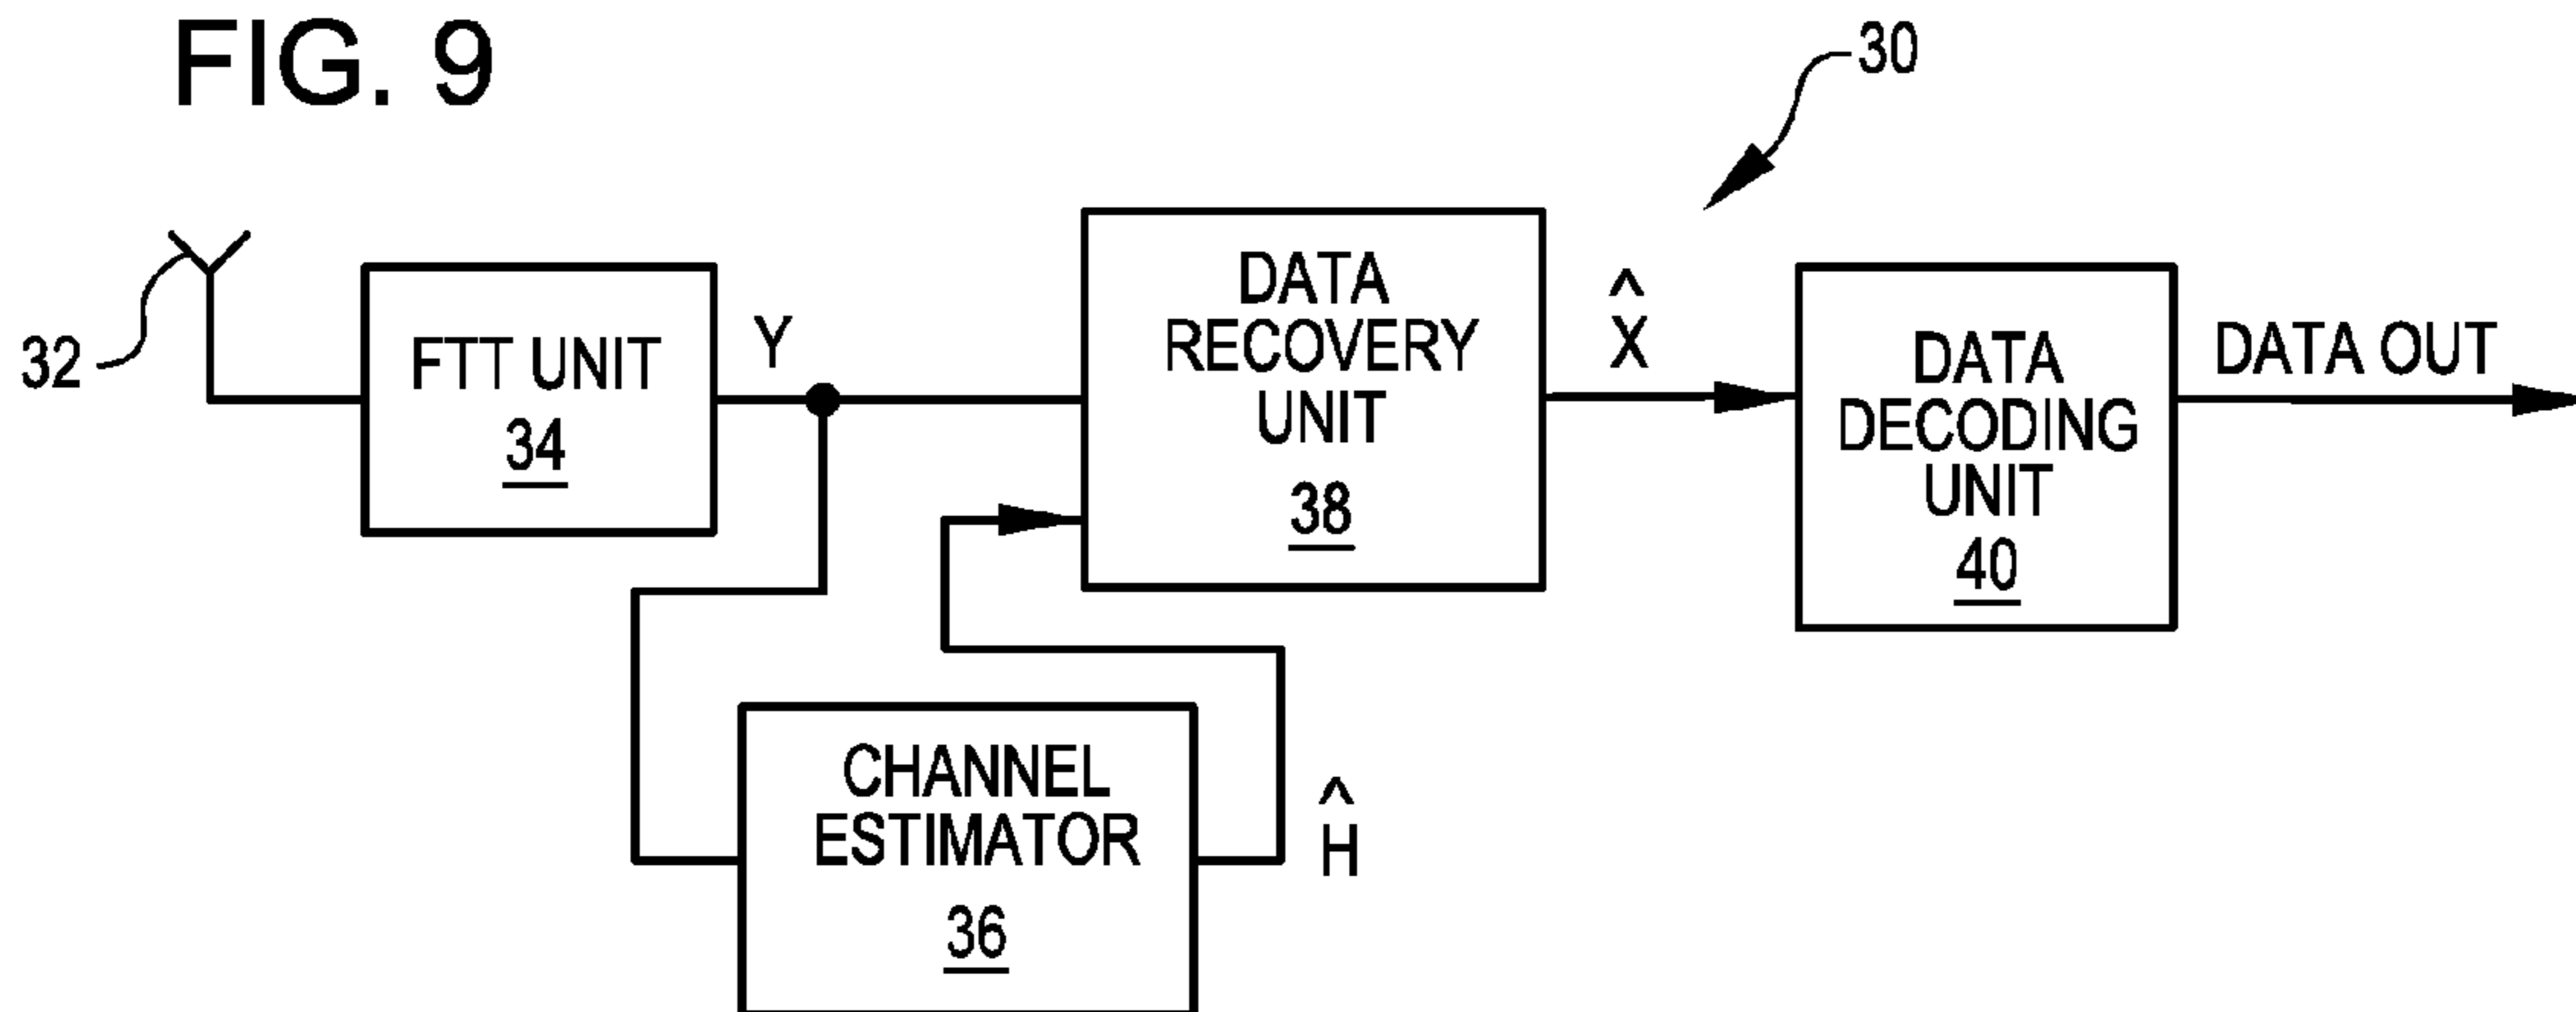 FIG. 9
30
32
FTT UNIT
34
Y
DATA
RECOVERY
UNIT
38
X̂
DATA
DECODING
UNIT
40
DATA OUT
CHANNEL
ESTIMATOR
36
Ĥ